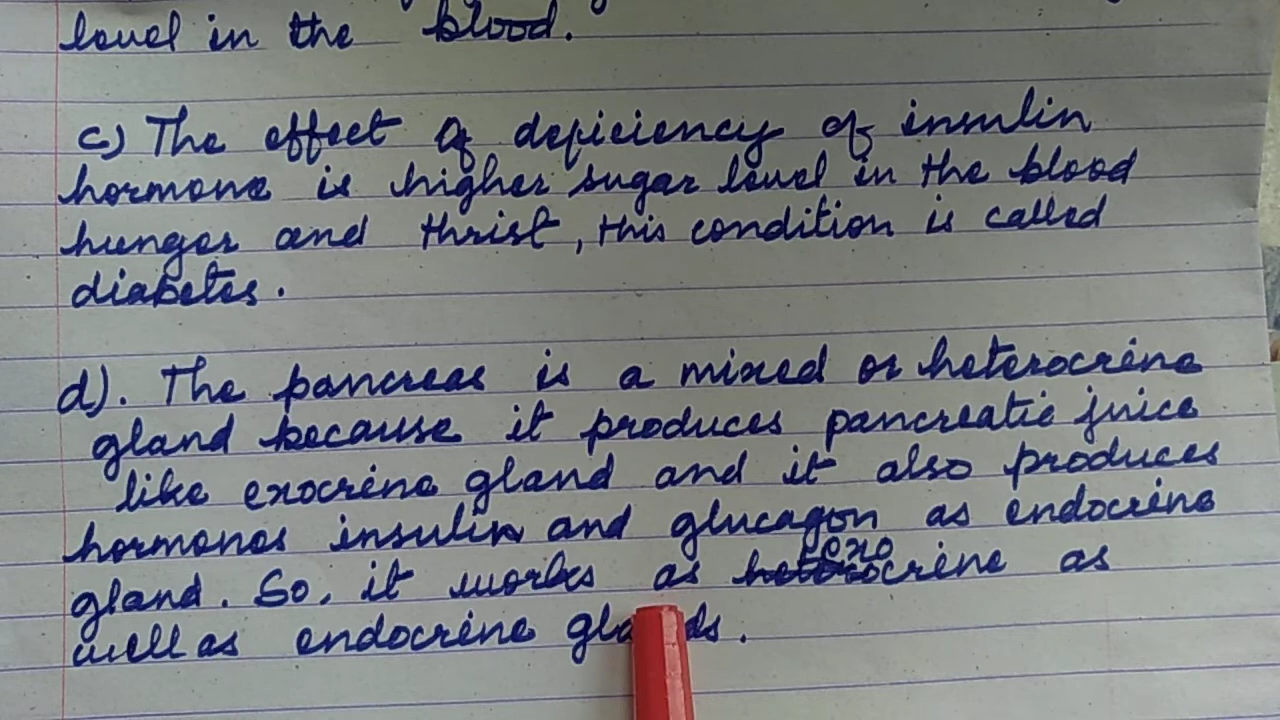 level in the blood.
c) The effect of deficiency of insulin
hormone is higher sugar level in the blood
hunger and thrist, this condition is called
diabetes.
d). The pancreas is a mixed or heterocrine
gland because it produces pancreatic juice
like exocrine gland and it also produces
hormones insulin and glucagon as endocrine
gland. So, it works as exocrine as
well as endocrine glands.